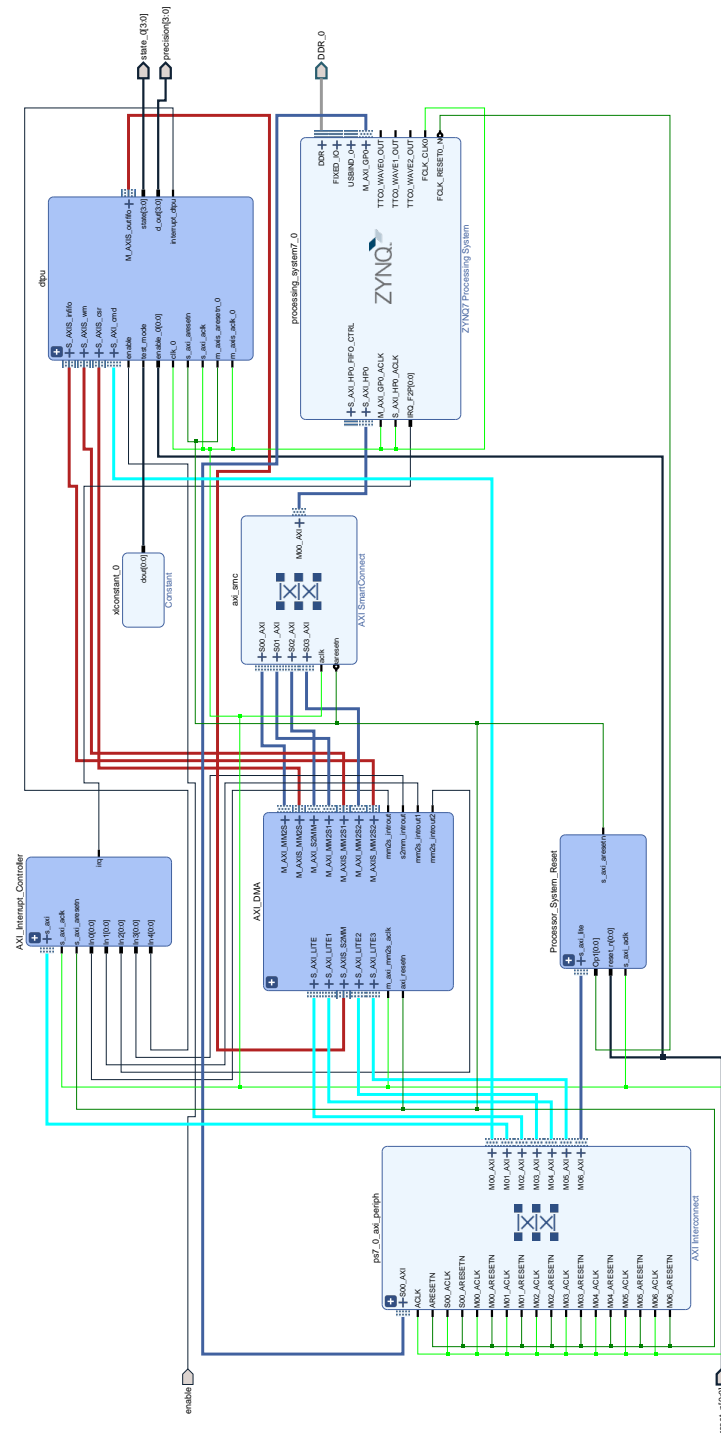 enable
ps7_0_axi_periph
S00_AXI
ACLK
ARESETN
S00_ACLK
S00_ARESETN
M00_ACLK
M00_ARESETN
M01_ACLK
M01_ARESETN
M02_ACLK
M02_ARESETN
M03_ACLK
M03_ARESETN
M04_ACLK
M04_ARESETN
M05_ACLK
M05_ARESETN
M06_ACLK
M06_ARESETN
M00_AXI
M01_AXI
M02_AXI
M03_AXI
M04_AXI
M05_AXI
M06_AXI
AXI Interconnect
AXI_Interrupt_Controller
s_axi
s_axi_aclk
s_axi_aresetn
In0[0:0]
In1[0:0]
In2[0:0]
In3[0:0]
In4[0:0]
irq
AXI_DMA
S_AXI_LITE
S_AXI_LITE1
S_AXIS_S2MM
S_AXI_LITE2
S_AXI_LITE3
m_axi_mm2s_aclk
axi_resetn
M_AXI_MM2S
M_AXIS_MM2S
M_AXI_S2MM
M_AXI_MM2S1
M_AXIS_MM2S1
M_AXI_MM2S2
M_AXIS_MM2S2
mm2s_introut
s2mm_introut
mm2s_introut1
mm2s_introut2
Processor_System_Reset
s_axi_lite
Op1[0:0]
reset_n[0:0]
s_axi_aclk
s_axi_aresetn
xlconstant_0
dout[0:0]
Constant
axi_smc
S00_AXI
S01_AXI
S02_AXI
S03_AXI
aclk
aresetn
M00_AXI
AXI SmartConnect
dtpu
S_AXIS_infifo
S_AXIS_wm
S_AXIS_csr
S_AXI_cmd
enable
test_mode
enable_0[0:0]
clk_0
s_axi_aresetn
s_axi_aclk
m_axis_aresetn_0
m_axis_aclk_0
M_AXIS_outfifo
state[3:0]
d_out[3:0]
interrupt_dtpu
processing_system7_0
S_AXI_HP0_FIFO_CTRL
S_AXI_HP0
M_AXI_GP0_ACLK
S_AXI_HP0_ACLK
IRQ_F2P[0:0]
ZYNQ
DDR
FIXED_IO
USBIND_0
M_AXI_GP0
TTC0_WAVE0_OUT
TTC0_WAVE1_OUT
TTC0_WAVE2_OUT
FCLK_CLK0
FCLK_RESET0_N
ZYNQ7 Processing System
state_0[3:0]
precision[3:0]
DDR_0